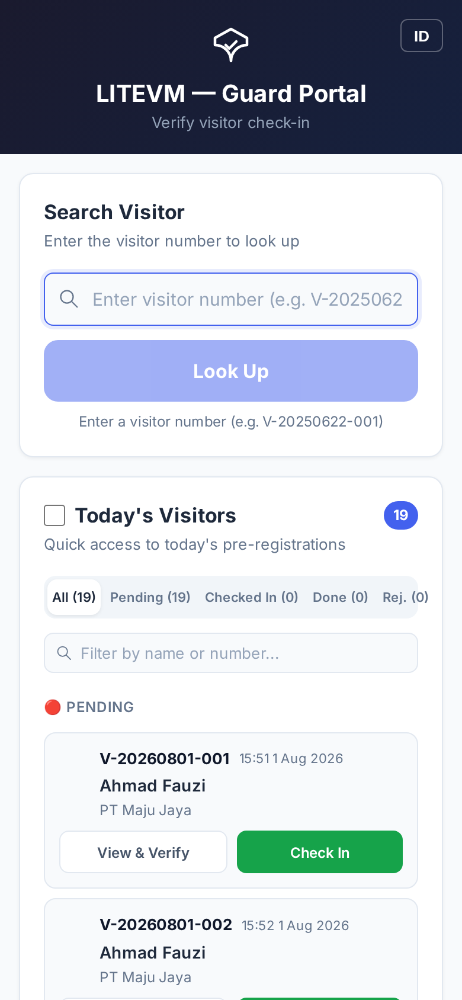 ID
LITEVM — Guard Portal
Verify visitor check-in
Search Visitor
Enter the visitor number to look up
Enter visitor number (e.g. V-2025062
Look Up
Enter a visitor number (e.g. V-20250622-001)
Today's Visitors 19
Quick access to today's pre-registrations
All (19) Pending (19) Checked In (0) Done (0) Rej. (0)
Filter by name or number...
PENDING
V-20260801-001 15:51 1 Aug 2026
Ahmad Fauzi
PT Maju Jaya
View & Verify Check In
V-20260801-002 15:52 1 Aug 2026
Ahmad Fauzi
PT Maju Jaya